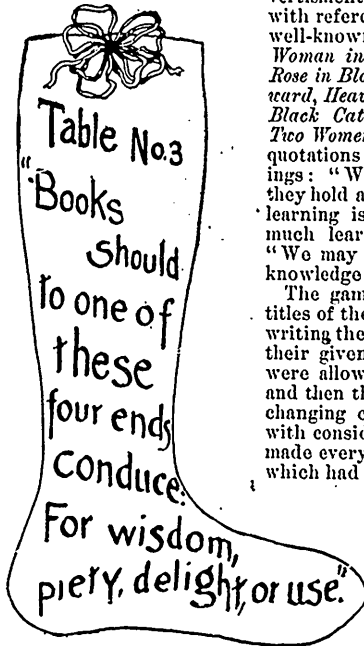 Table No.3
"Books
should
to one of
these
four ends
conduce:
For wisdom,
piety, delight, or use."
with refer
well-know
Woman in
Rose in Bla
ward, Hear
Black Cat
Two Wome
quotations
ings: “W
they hold a
learning is
much lear
“We may
knowledge
The gam
titles of the
writing the
their given
were allow
and then th
changing c
with consid
made every
which had